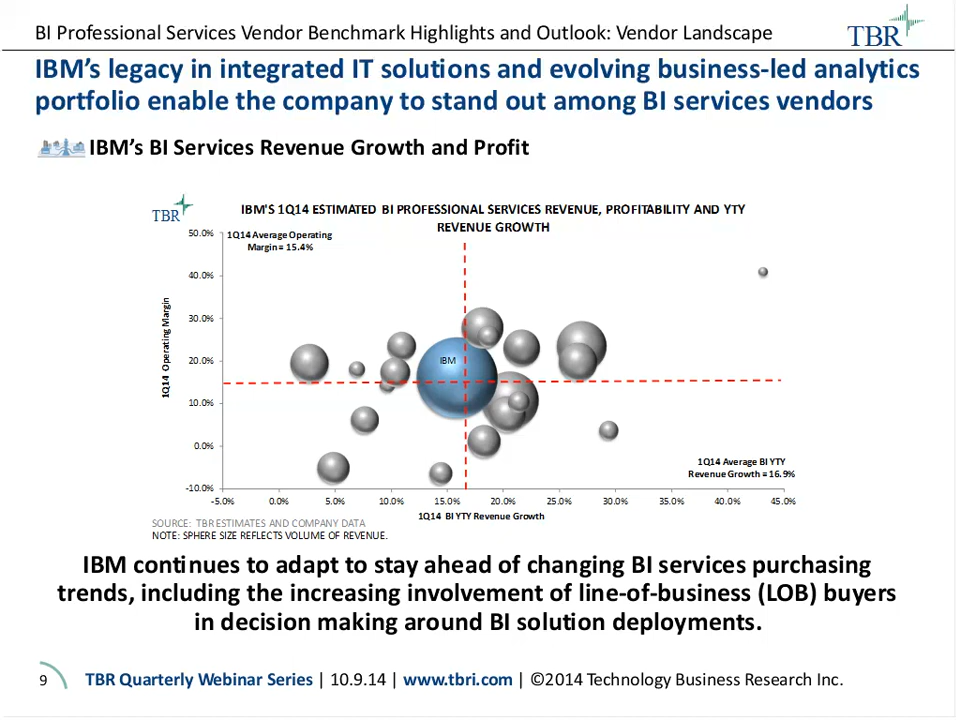 BI Professional Services Vendor Benchmark Highlights and Outlook: Vendor Landscape
TBR
IBM's legacy in integrated IT solutions and evolving business-led analytics
portfolio enable the company to stand out among BI services vendors
IBM's BI Services Revenue Growth and Profit
TBR
IBM'S 1Q14 ESTIMATED BI PROFESSIONAL SERVICES REVENUE, PROFITABILITY AND YTY
REVENUE GROWTH
1Q14 Average Operating
Margin = 15.4%
50.0%
40.0%
30.0%
20.0%
10.0%
0.0%
-10.0%
1Q14 Operating Margin
IBM
1Q14 Average BI YTY
Revenue Growth = 16.9%
-5.0% 0.0% 5.0% 10.0% 15.0% 20.0% 25.0% 30.0% 35.0% 40.0% 45.0%
1Q14 BI YTY Revenue Growth
SOURCE: TBR ESTIMATES AND COMPANY DATA
NOTE: SPHERE SIZE REFLECTS VOLUME OF REVENUE.
IBM continues to adapt to stay ahead of changing BI services purchasing
trends, including the increasing involvement of line-of-business (LOB) buyers
in decision making around BI solution deployments.
9 TBR Quarterly Webinar Series | 10.9.14 | www.tbri.com | ©2014 Technology Business Research Inc.